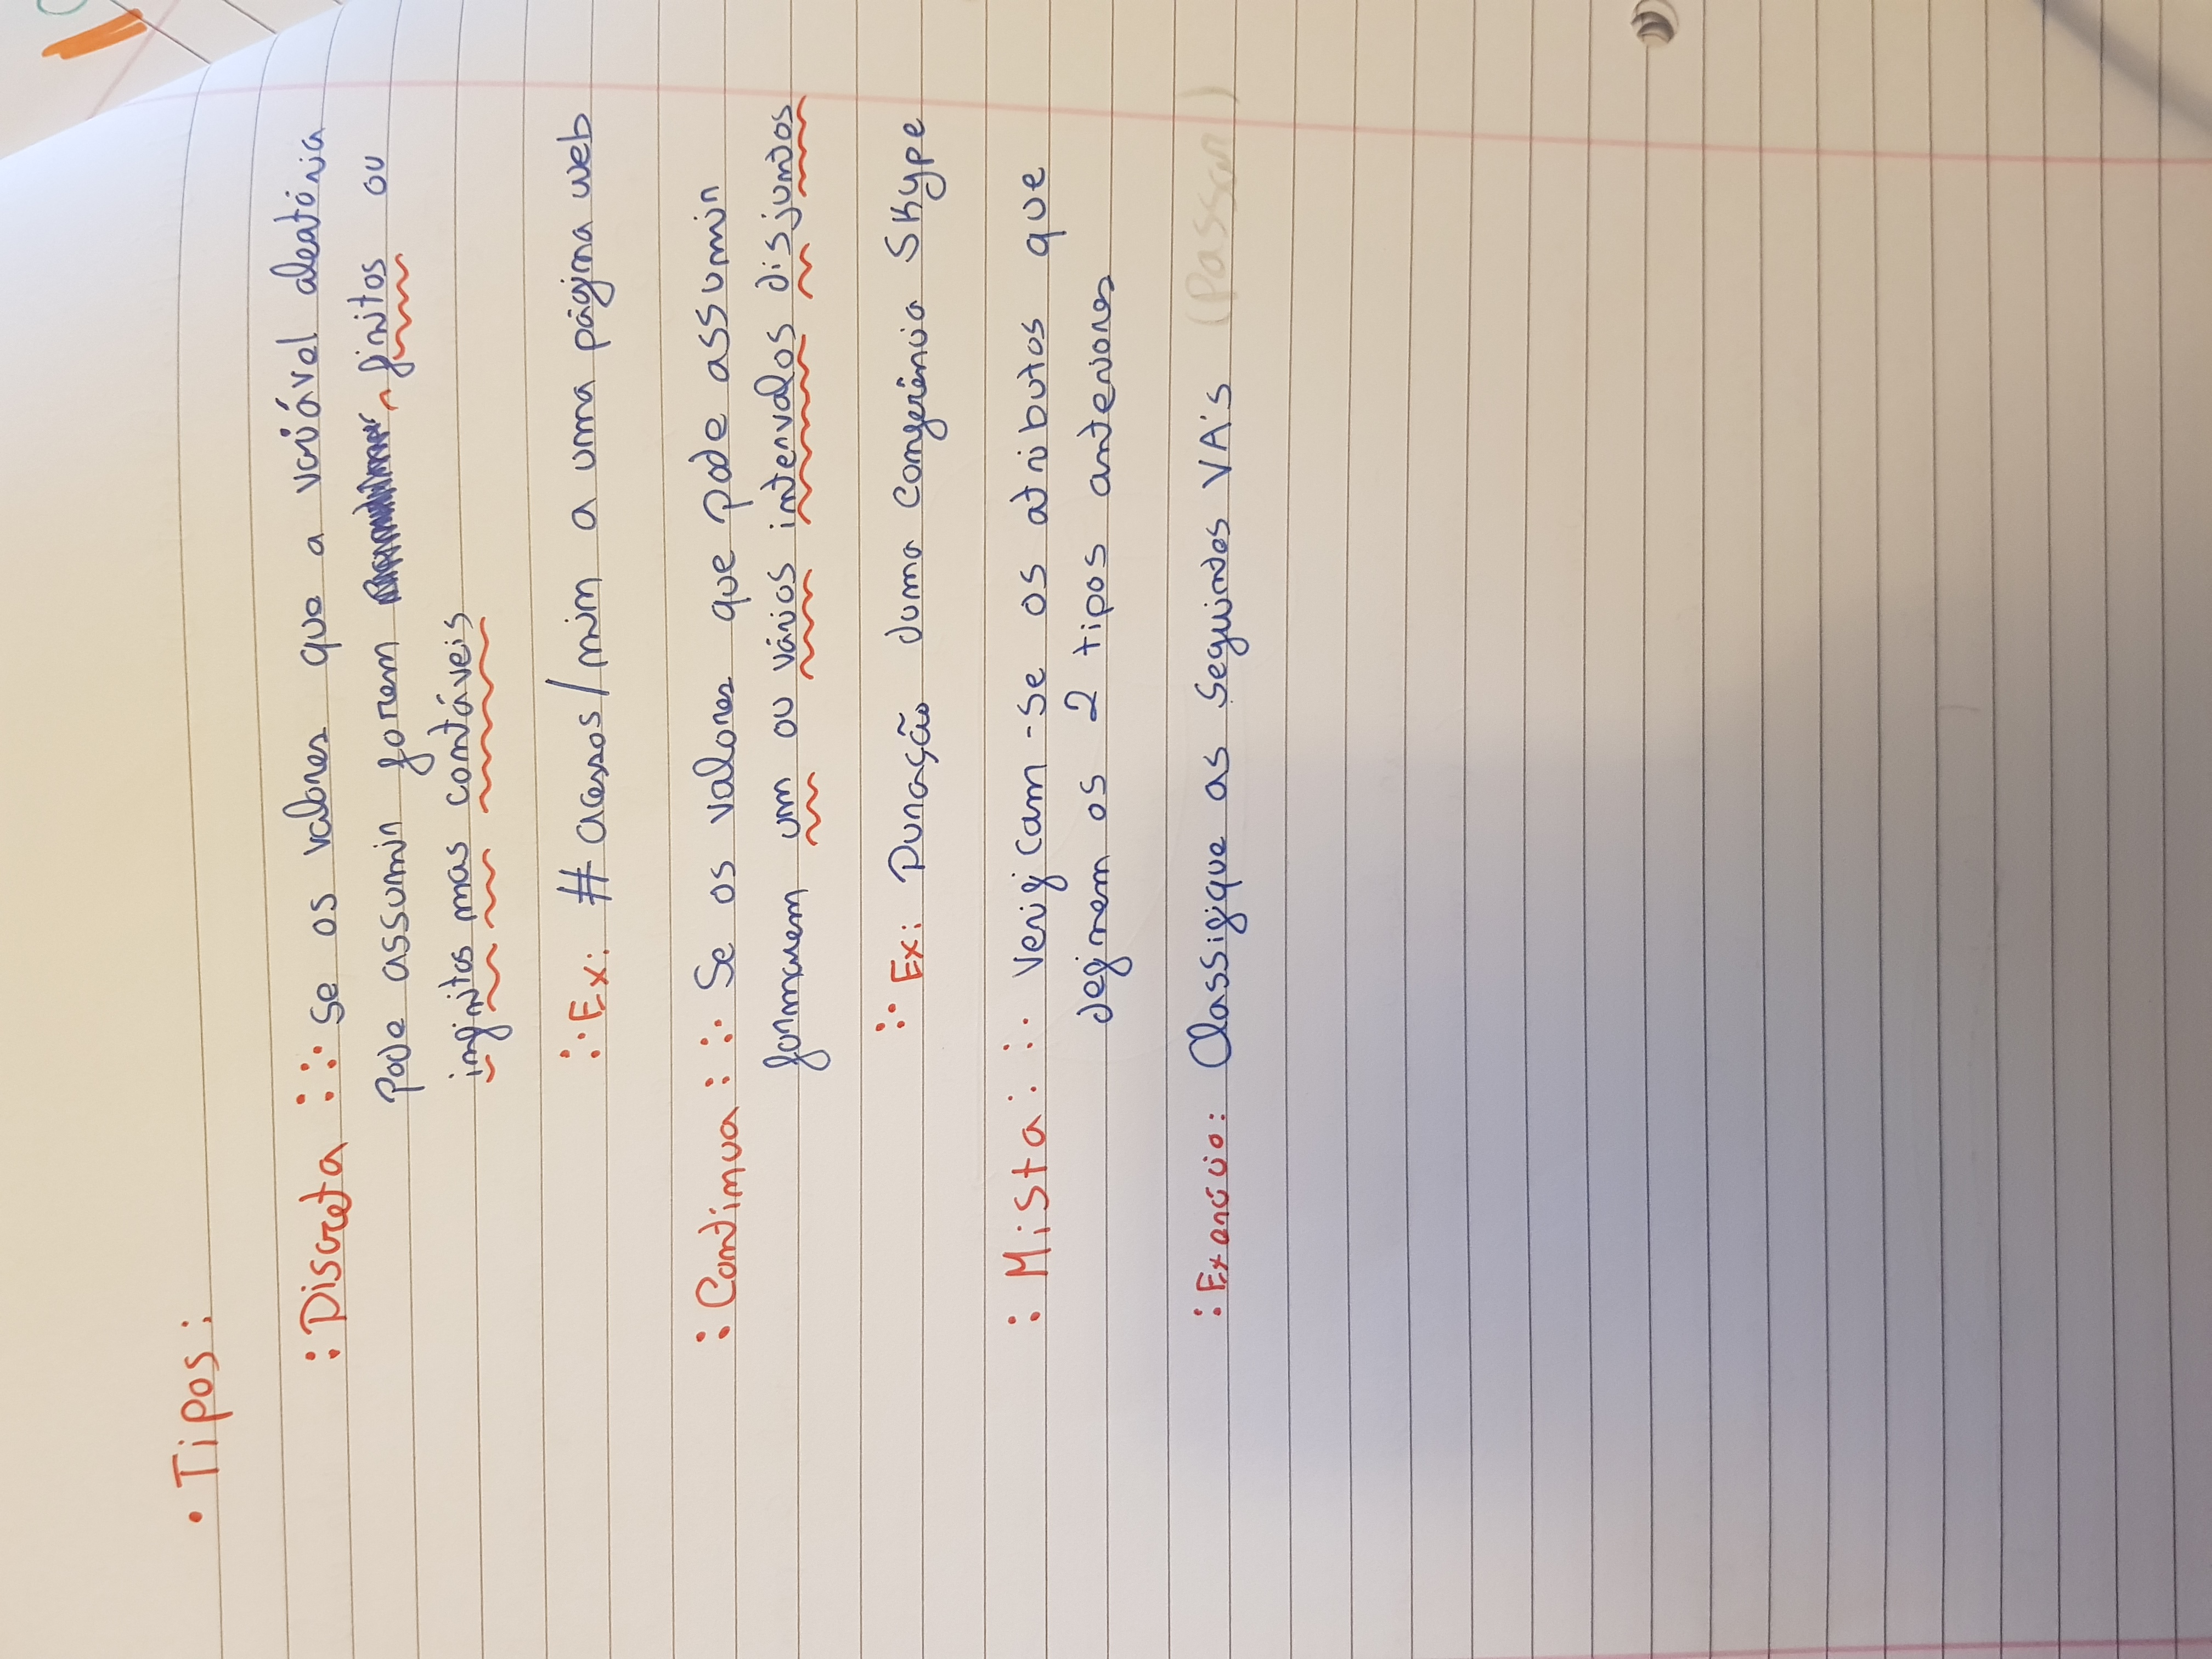 • Tipos:
: Discreta : ∴ Se os valores que a variável aleatória
pode assumir forem finitos ou
infinitos mas contáveis
∴ Ex: # acessos/min a uma página web
: Continua : ∴ Se os valores que pode assumir
formarem um ou vários intervalos disjuntos
∴ Ex: Duração duma conferência Skype
: Mista : ∴ Verificam-se os atributos que
definem os 2 tipos anteriores
: Exercício: Classifique as seguintes VA's (Passar)